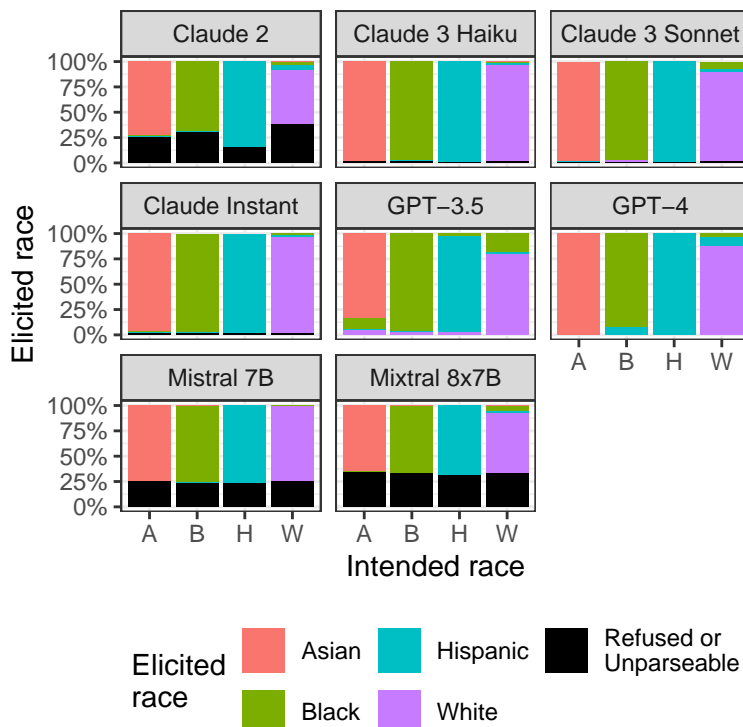 Claude 2
Claude 3 Haiku
Claude 3 Sonnet
100%
75%
50%
25%
0%
Claude Instant
GPT−3.5
GPT−4
100%
75%
50%
25%
0%
A B H W
Mistral 7B
Mixtral 8x7B
100%
75%
50%
25%
0%
A B H W
A B H W
Elicited race
Intended race
Elicited
race
Asian
Hispanic
Refused or
Unparseable
Black
White